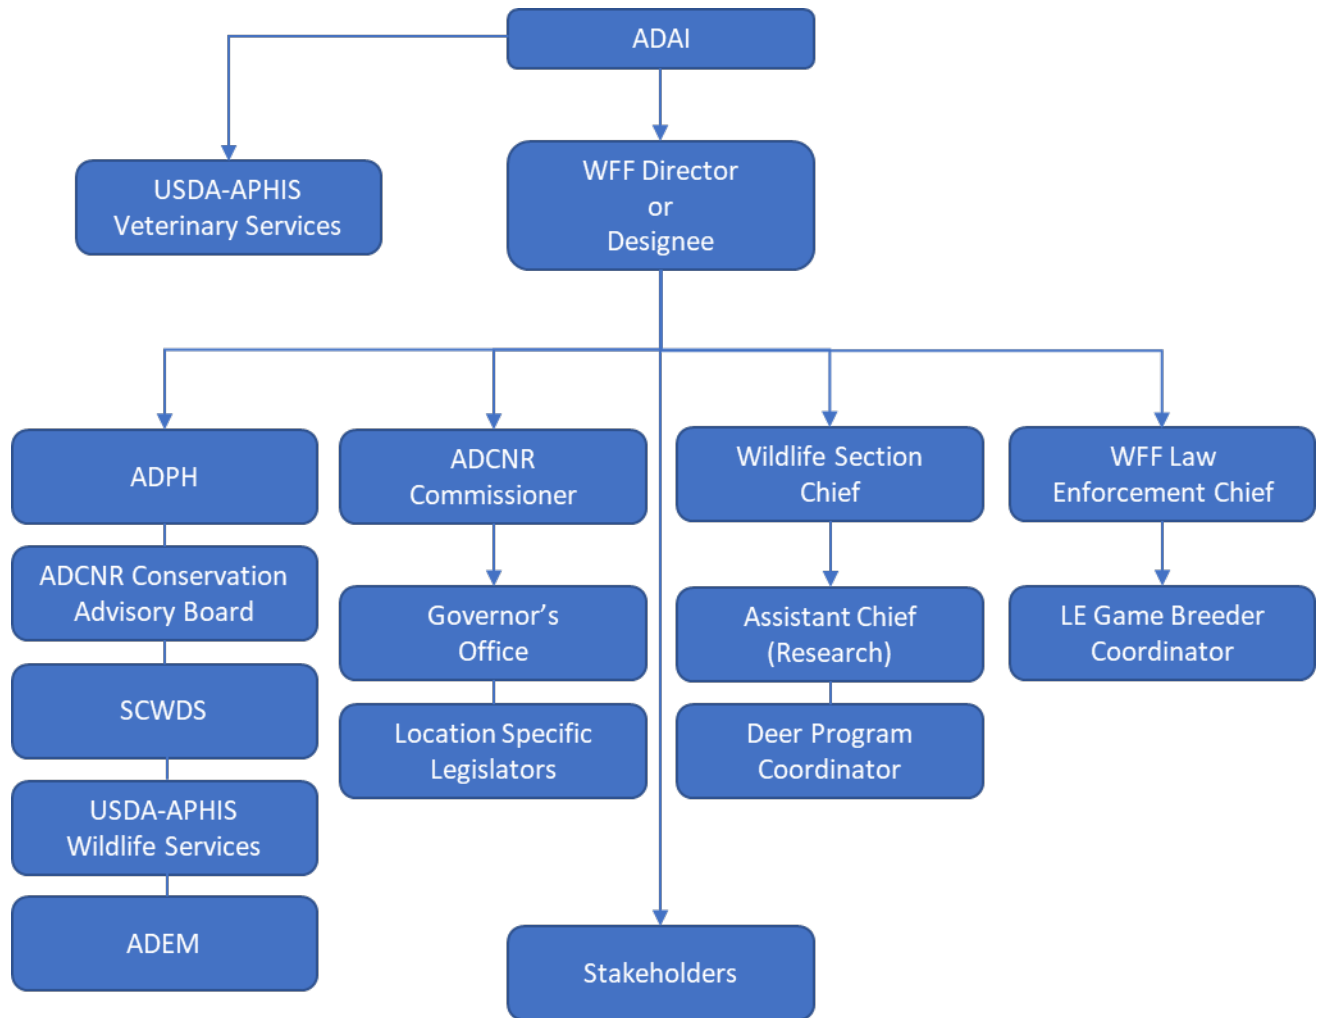 ADAI
USDA-APHIS
Veterinary Services
WFF Director
or
Designee
ADPH
ADCNR
Commissioner
Wildlife Section
Chief
WFF Law
Enforcement Chief
ADCNR Conservation
Advisory Board
Governor’s
Office
Assistant Chief
(Research)
LE Game Breeder
Coordinator
SCWDS
Location Specific
Legislators
Deer Program
Coordinator
USDA-APHIS
Wildlife Services
ADEM
Stakeholders